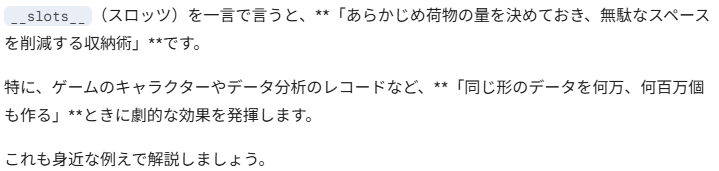 __slots__（スロッツ）を一言で言うと、**「あらかじめ荷物の量を決めておき、無駄なスペース
を削減する収納術」**です。
特に、ゲームのキャラクターやデータ分析のレコードなど、**「同じ形のデータを何万、何百万個
も作る」**ときに劇的な効果を発揮します。
これも身近な例えで解説しましょう。